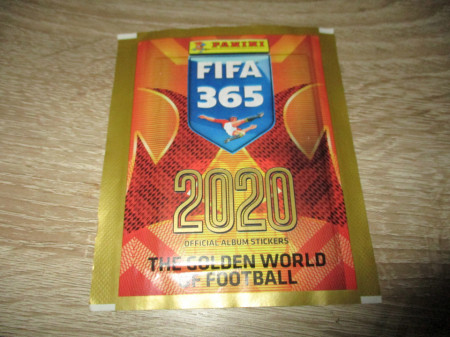 PANINI
FIFA
365
2020
OFFICIAL ALBUM STICKERS
THE GOLDEN WORLD
OF FOOTBALL